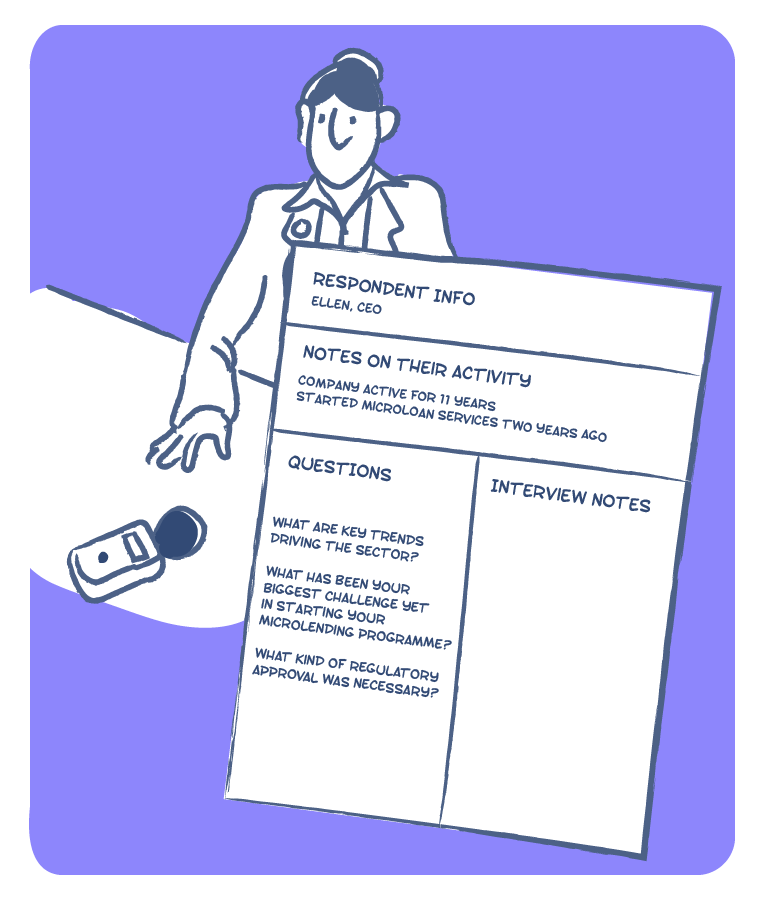 RESPONDENT INFO
ELLEN, CEO
NOTES ON THEIR ACTIVITY
COMPANY ACTIVE FOR 11 YEARS
STARTED MICROLOAN SERVICES TWO YEARS AGO
QUESTIONS
WHAT ARE KEY TRENDS
DRIVING THE SECTOR?
WHAT HAS BEEN YOUR
BIGGEST CHALLENGE YET
IN STARTING YOUR
MICROLENDING PROGRAMME?
WHAT KIND OF REGULATORY
APPROVAL WAS NECESSARY?
INTERVIEW NOTES